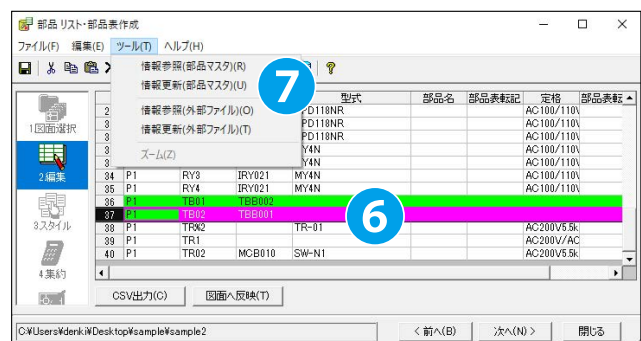 部品 リスト・部品表作成
ファイル(F) 編集(E) ツール(T) ヘルプ(H)
情報参照(部品マスタ)(R)
情報更新(部品マスタ)(U)
情報参照(外部ファイル)(O)
情報更新(外部ファイル)(T)
ズーム(Z)
7
型式 部品名 部品表転記 定格 部品表転
2 PD118NR AC100/110V
3 PD118NR AC100/110V
3 PD118NR AC100/110V
3 MY4N AC100/110V
3 MY4N AC100/110V
34 P1 RY3 IRY021 MY4N AC100/110V
35 P1 RY4 IRY021 MY4N AC100/110V
36 P1 TB01 TBB002
37 P1 TB02 TBB001
38 P1 TR%2 TR-01 AC200V5.5k
39 P1 TR1 AC200V/AC
40 P1 TR02 MCB010 SW-N1 AC200V5.5k
6
1図面選択
2編集
3.スタイル
4集約
CSV出力(C) 図面へ反映(T)
C:¥Users¥denki¥Desktop¥sample¥sample2
< 前へ(B) 次へ(N) > 閉じる